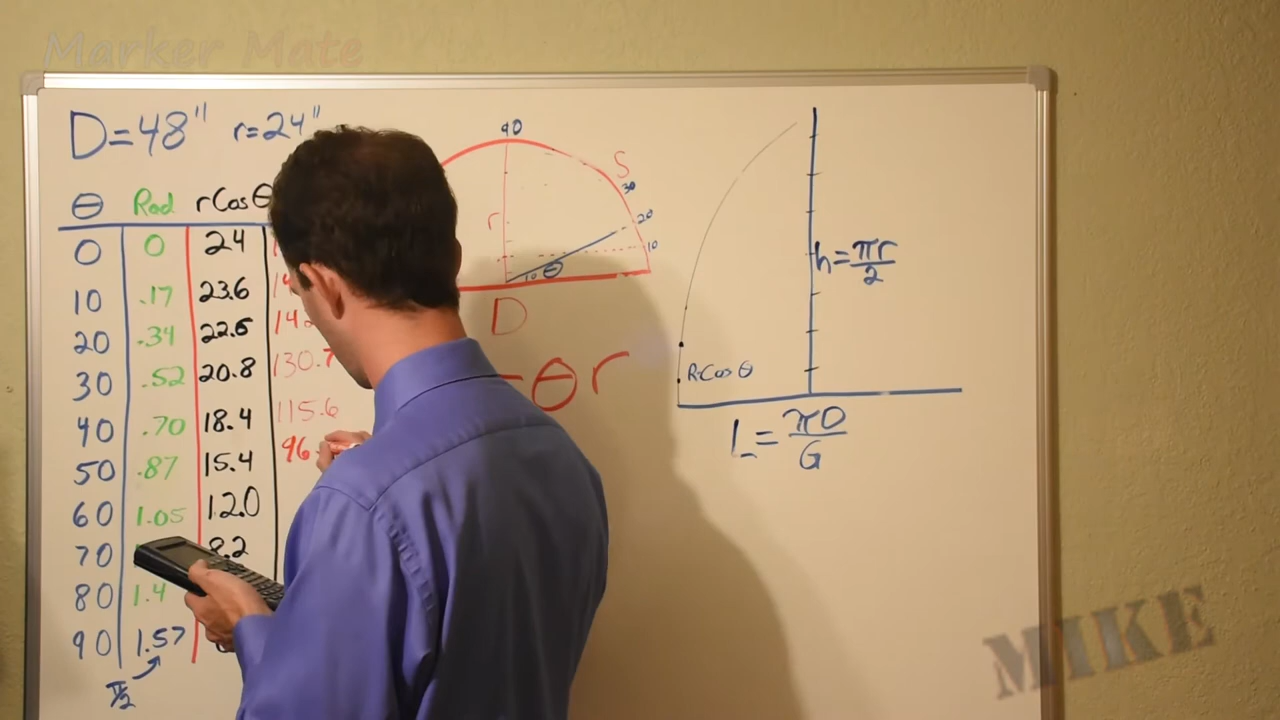 Marker Mate
D=48" r=24"
θ Rad rCosθ
0 0 24
10 .17 23.6
20 .34 22.5
30 .52 20.8 130.7
40 .70 18.4 115.6
50 .87 15.4 96
60 1.05 12.0
70 8.2
80 1.4
90 1.57
π/2
90
S
30
20
10
r
10 θ
D
θr
h=πr/2
R·Cosθ
L=πD/G
MIKE